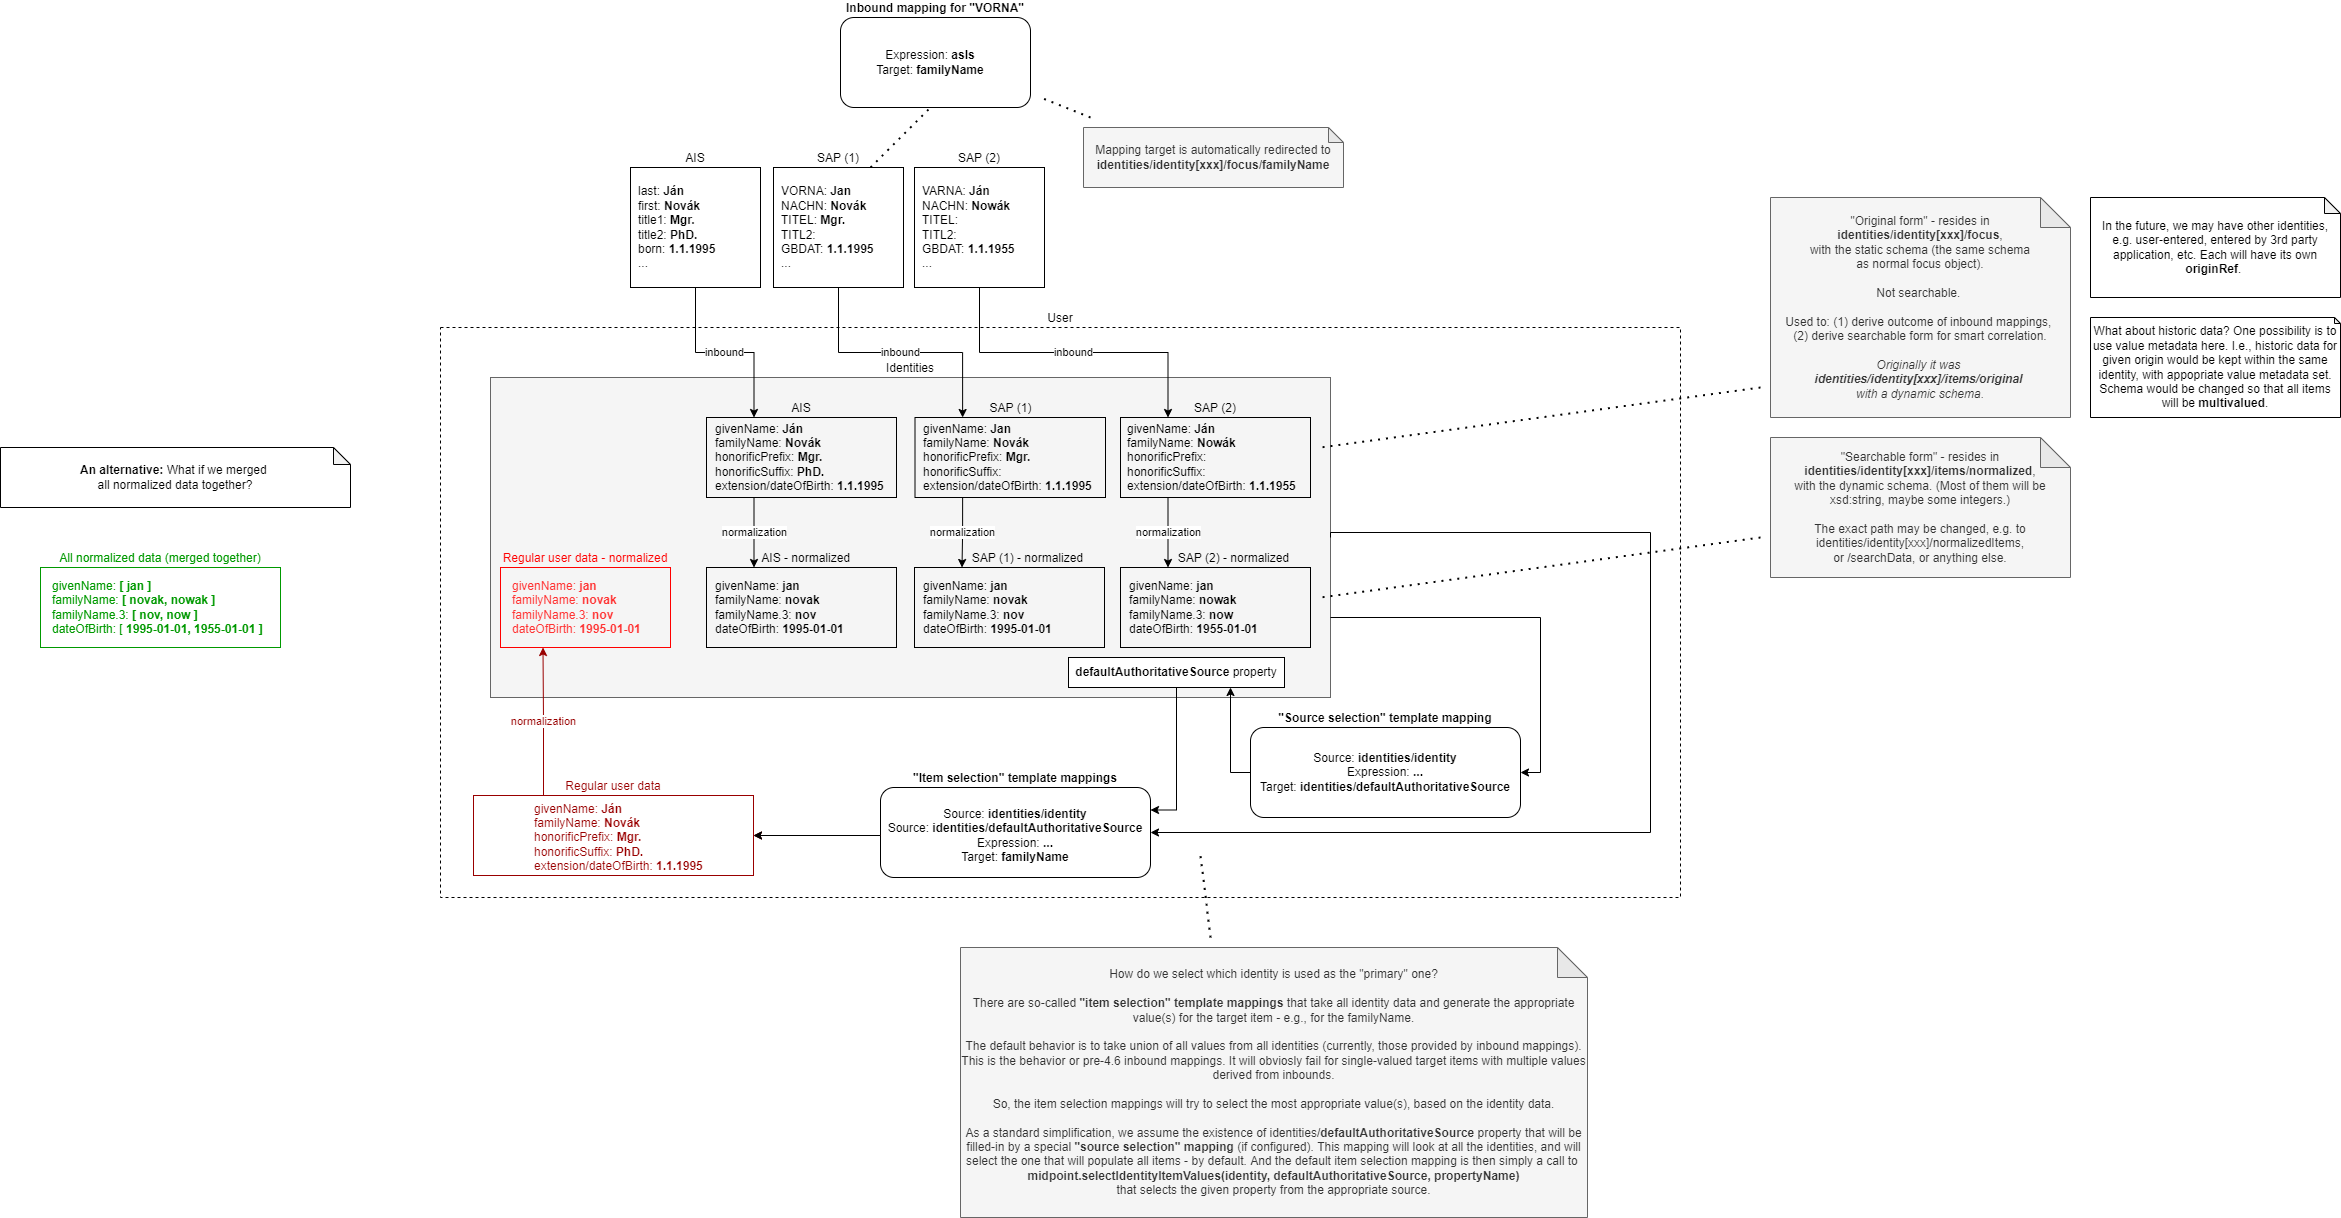 Inbound mapping for "VORNA"
Expression: asIs
Target: familyName
Mapping target is automatically redirected to
identities/identity[xxx]/focus/familyName
AIS
last: Ján
first: Novák
title1: Mgr.
title2: PhD.
born: 1.1.1995
...
SAP (1)
VORNA: Jan
NACHN: Novák
TITEL: Mgr.
TITL2:
GBDAT: 1.1.1995
...
SAP (2)
VARNA: Ján
NACHN: Nowák
TITEL:
TITL2:
GBDAT: 1.1.1955
...
"Original form" - resides in
identities/identity[xxx]/focus,
with the static schema (the same schema
as normal focus object).
Not searchable.
Used to: (1) derive outcome of inbound mappings,
(2) derive searchable form for smart correlation.
Originally it was
identities/identity[xxx]/items/original
with a dynamic schema.
In the future, we may have other identities,
e.g. user-entered, entered by 3rd party
application, etc. Each will have its own
originRef.
What about historic data? One possibility is to
use value metadata here. I.e., historic data for
given origin would be kept within the same
identity, with appopriate value metadata set.
Schema would be changed so that all items
will be multivalued.
User
inbound
inbound
inbound
Identities
AIS
givenName: Ján
familyName: Novák
honorificPrefix: Mgr.
honorificSuffix: PhD.
extension/dateOfBirth: 1.1.1995
SAP (1)
givenName: Jan
familyName: Novák
honorificPrefix: Mgr.
honorificSuffix:
extension/dateOfBirth: 1.1.1995
SAP (2)
givenName: Ján
familyName: Nowák
honorificPrefix:
honorificSuffix:
extension/dateOfBirth: 1.1.1955
"Searchable form" - resides in
identities/identity[xxx]/items/normalized,
with the dynamic schema. (Most of them will be
xsd:string, maybe some integers.)
The exact path may be changed, e.g. to
identities/identity[xxx]/normalizedItems,
or /searchData, or anything else.
An alternative: What if we merged
all normalized data together?
All normalized data (merged together)
givenName: [ jan ]
familyName: [ novak, nowak ]
familyName.3: [ nov, now ]
dateOfBirth: [ 1995-01-01, 1955-01-01 ]
normalization
normalization
normalization
Regular user data - normalized
givenName: jan
familyName: novak
familyName.3: nov
dateOfBirth: 1995-01-01
AIS - normalized
givenName: jan
familyName: novak
familyName.3: nov
dateOfBirth: 1995-01-01
SAP (1) - normalized
givenName: jan
familyName: novak
familyName.3: nov
dateOfBirth: 1995-01-01
SAP (2) - normalized
givenName: jan
familyName: nowak
familyName.3: now
dateOfBirth: 1955-01-01
defaultAuthoritativeSource property
normalization
"Source selection" template mapping
Source: identities/identity
Expression: ...
Target: identities/defaultAuthoritativeSource
"Item selection" template mappings
Source: identities/identity
Source: identities/defaultAuthoritativeSource
Expression: ...
Target: familyName
Regular user data
givenName: Ján
familyName: Novák
honorificPrefix: Mgr.
honorificSuffix: PhD.
extension/dateOfBirth: 1.1.1995
How do we select which identity is used as the "primary" one?
There are so-called "item selection" template mappings that take all identity data and generate the appropriate
value(s) for the target item - e.g., for the familyName.
The default behavior is to take union of all values from all identities (currently, those provided by inbound mappings).
This is the behavior or pre-4.6 inbound mappings. It will obviosly fail for single-valued target items with multiple values
derived from inbounds.
So, the item selection mappings will try to select the most appropriate value(s), based on the identity data.
As a standard simplification, we assume the existence of identities/defaultAuthoritativeSource property that will be
filled-in by a special "source selection" mapping (if configured). This mapping will look at all the identities, and will
select the one that will populate all items - by default. And the default item selection mapping is then simply a call to
midpoint.selectIdentityItemValues(identity, defaultAuthoritativeSource, propertyName)
that selects the given property from the appropriate source.